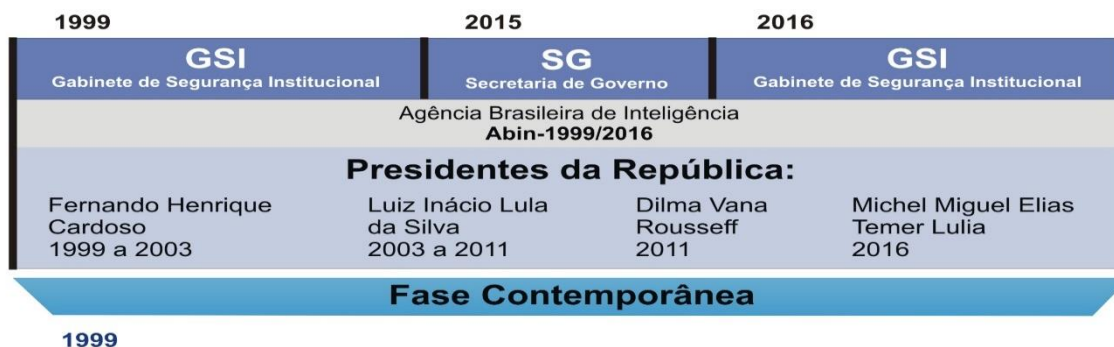 1999
2015
2016
GSI
Gabinete de Segurança Institucional
SG
Secretaria de Governo
GSI
Gabinete de Segurança Institucional
Agência Brasileira de Inteligência
Abin-1999/2016
Presidentes da República:
Fernando Henrique
Cardoso
1999 a 2003
Luiz Inácio Lula
da Silva
2003 a 2011
Dilma Vana
Rousseff
2011
Michel Miguel Elias
Temer Lulia
2016
Fase Contemporânea
1999